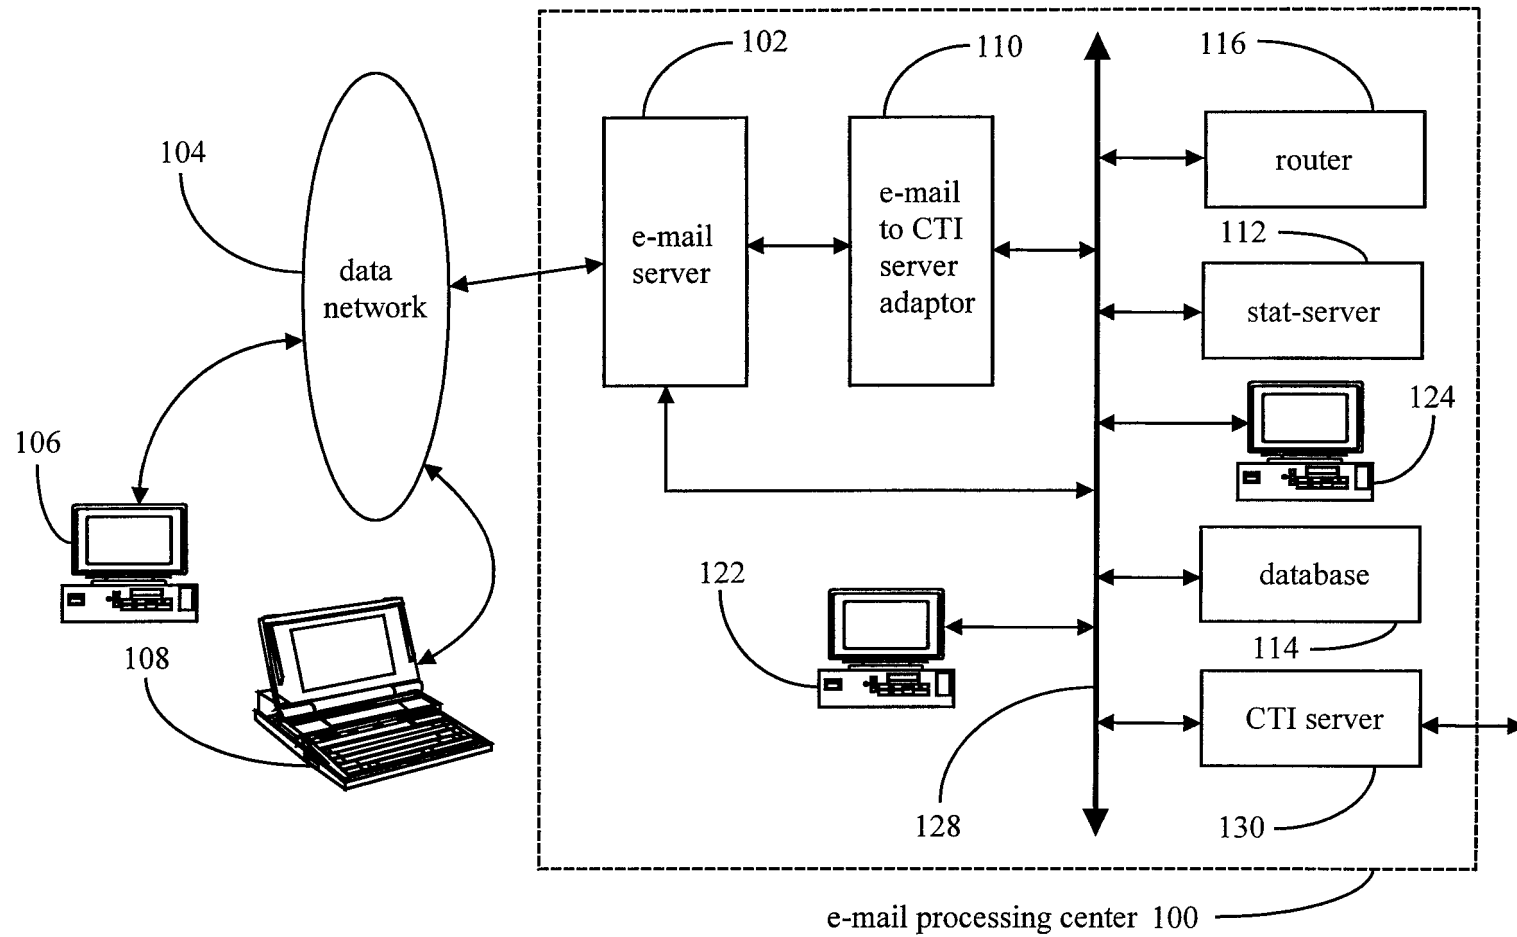 102
110
116
104
e-mail
server
e-mail
to CTI
server
adaptor
router
112
data
network
stat-server
106
124
122
database
108
114
CTI server
128
130
e-mail processing center 100